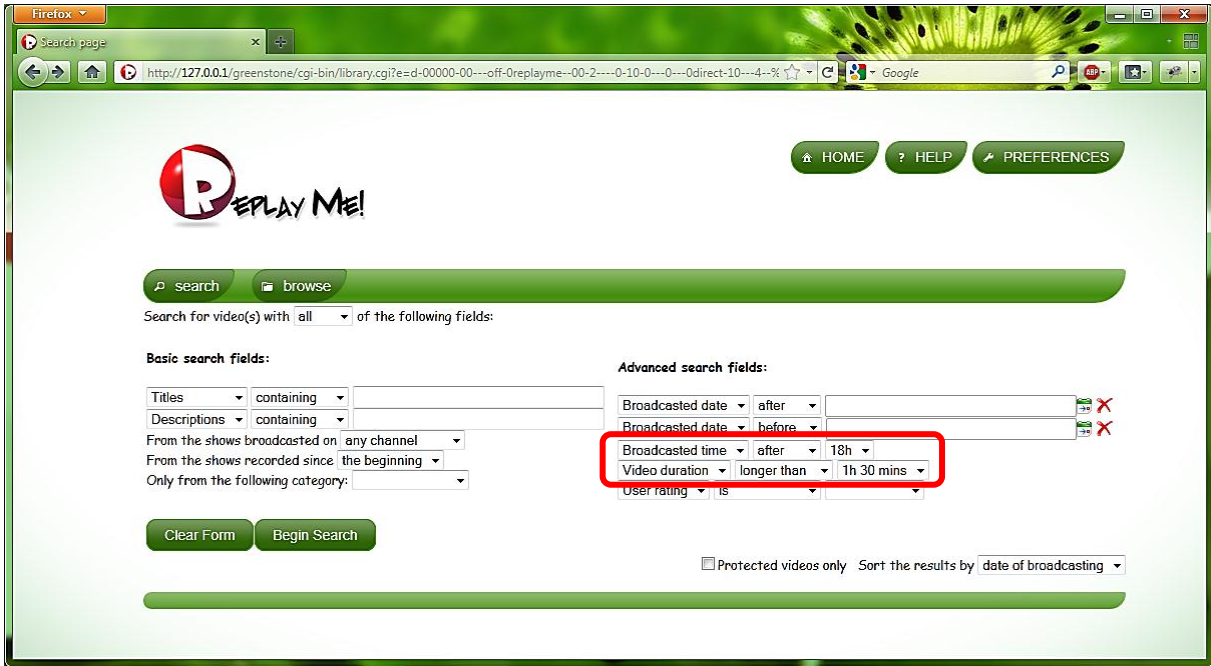 Firefox
Search page
http://127.0.0.1/greenstone/cgi-bin/library.cgi?e=d-00000-00---off-0replayme--00-2----0-10-0---0---0direct-10---4--%
Google
ABP
HOME
? HELP
PREFERENCES
REPLAY ME!
search
browse
Search for video(s) with all of the following fields:
Basic search fields:
Titles containing
Descriptions containing
From the shows broadcasted on any channel
From the shows recorded since the beginning
Only from the following category:
Advanced search fields:
Broadcasted date after
Broadcasted date before
Broadcasted time after 18h
Video duration longer than 1h 30 mins
User rating is
Clear Form Begin Search
Protected videos only Sort the results by date of broadcasting